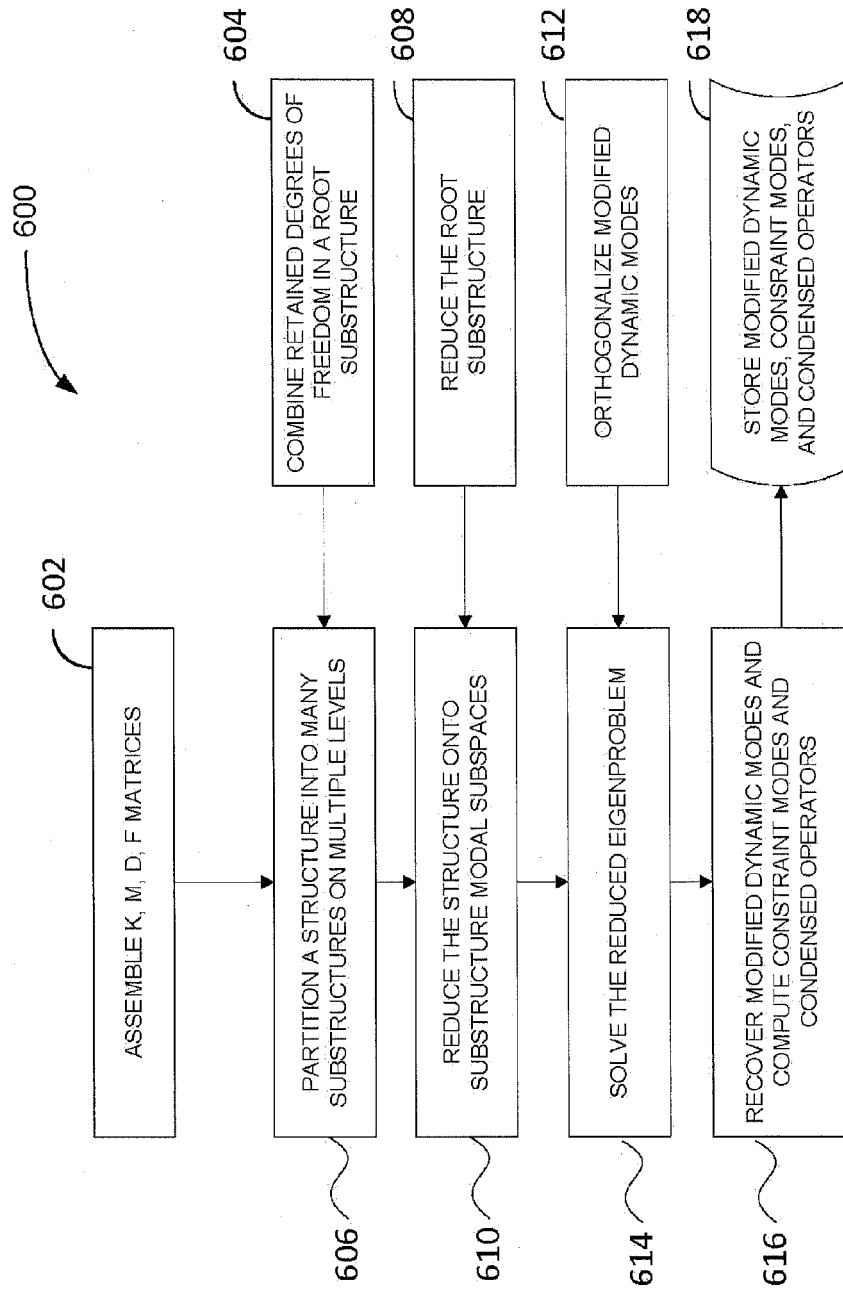 600
602
ASSEMBLE K, M, D, F MATRICES
604
COMBINE RETAINED DEGREES OF
FREEDOM IN A ROOT
SUBSTRUCTURE
606
PARTITION A STRUCTURE INTO MANY
SUBSTRUCTURES ON MULTIPLE LEVELS
608
REDUCE THE ROOT
SUBSTRUCTURE
610
REDUCE THE STRUCTURE ONTO
SUBSTRUCTURE MODAL SUBSPACES
612
ORTHOGONALIZE MODIFIED
DYNAMIC MODES
614
SOLVE THE REDUCED EIGENPROBLEM
616
RECOVER MODIFIED DYNAMIC MODES AND
COMPUTE CONSTRAINT MODES AND
CONDENSED OPERATORS
618
STORE MODIFIED DYNAMIC
MODES, CONSRAINT MODES,
AND CONDENSED OPERATORS